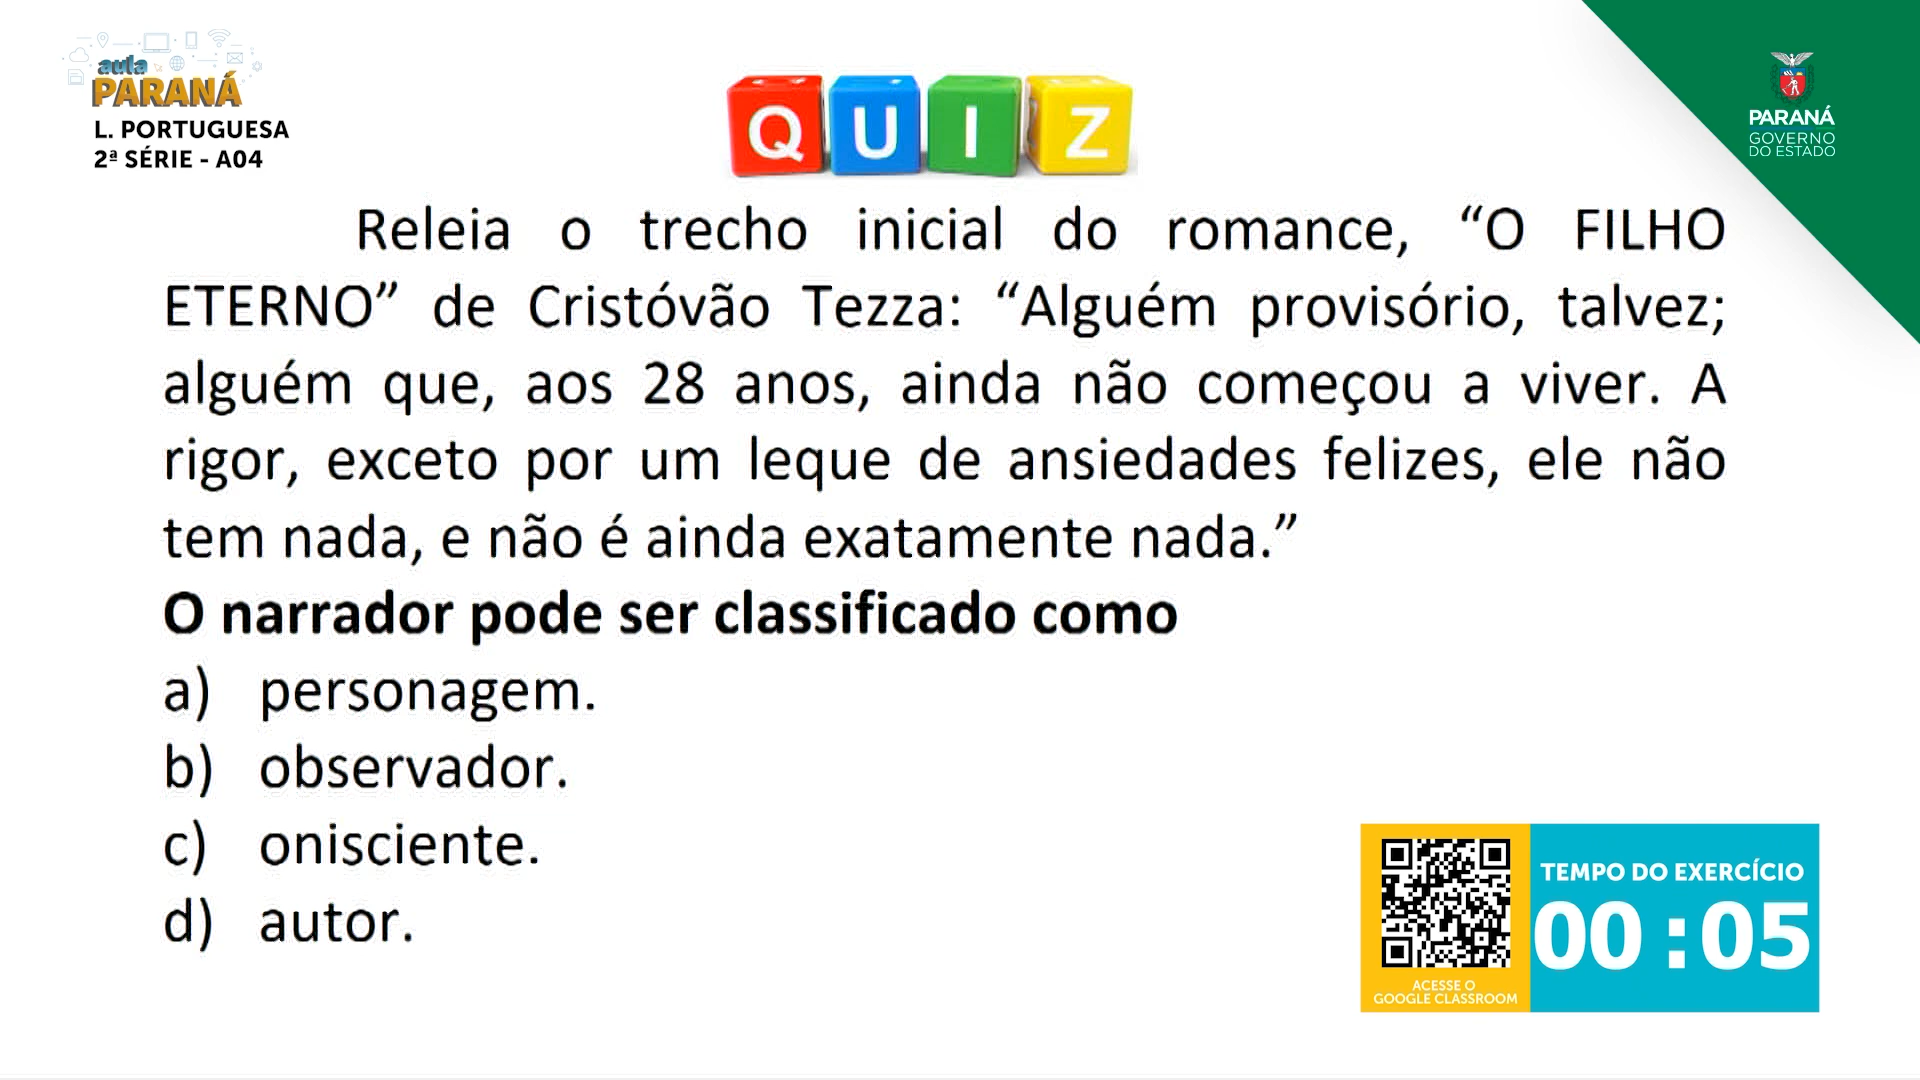 aula
PARANÁ
L. PORTUGUESA
2ª SÉRIE - A04
QUIZ
PARANÁ
GOVERNO
DO ESTADO
Releia o trecho inicial do romance, “O FILHO
ETERNO” de Cristóvão Tezza: “Alguém provisório, talvez;
alguém que, aos 28 anos, ainda não começou a viver. A
rigor, exceto por um leque de ansiedades felizes, ele não
tem nada, e não é ainda exatamente nada.”
O narrador pode ser classificado como
a) personagem.
b) observador.
c) onisciente.
d) autor.
TEMPO DO EXERCÍCIO
00:05
ACESSE O
GOOGLE CLASSROOM